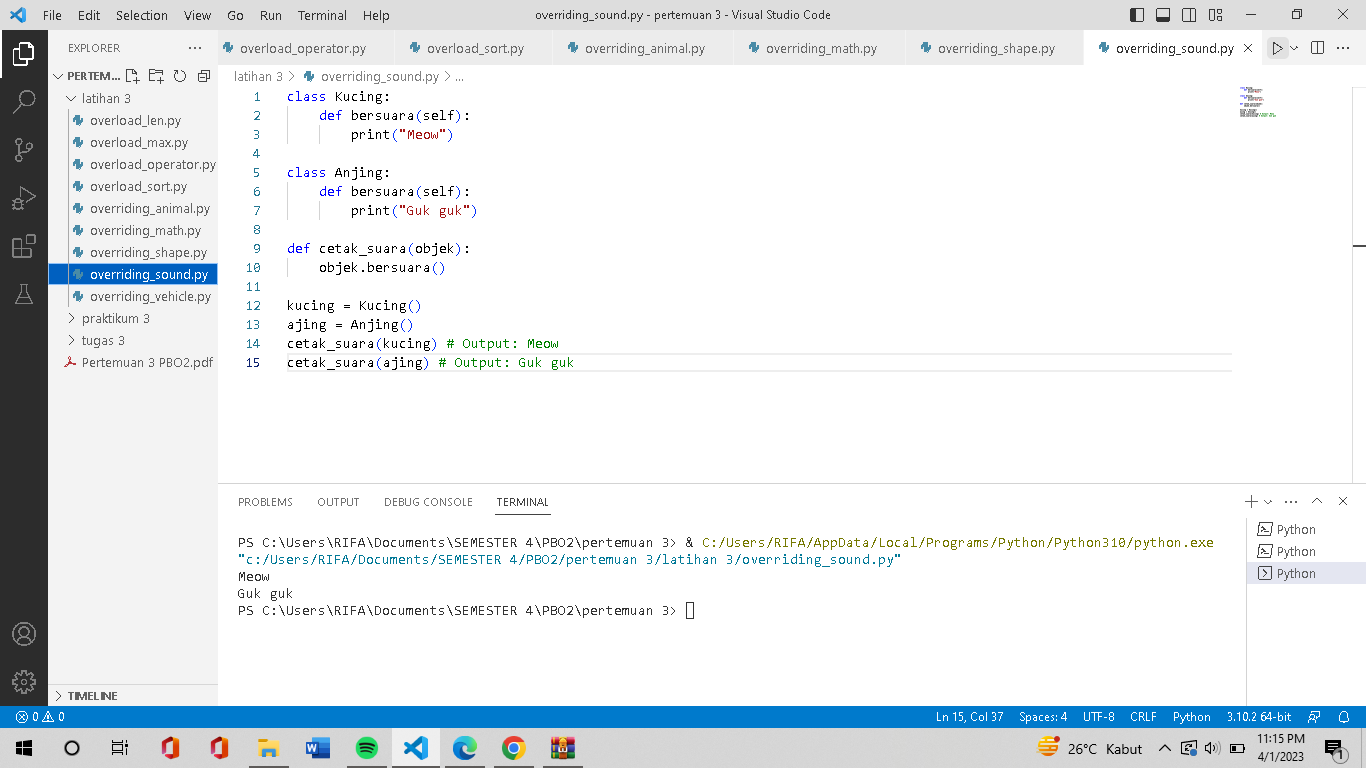 File Edit Selection View Go Run Terminal Help
overriding_sound.py - pertemuan 3 - Visual Studio Code
EXPLORER
overload_operator.py
overload_sort.py
overriding_animal.py
overriding_math.py
overriding_shape.py
overriding_sound.py
PERTEM...
latihan 3 > overriding_sound.py > ...
latihan 3
overload_len.py
overload_max.py
overload_operator.py
overload_sort.py
overriding_animal.py
overriding_math.py
overriding_shape.py
overriding_sound.py
overriding_vehicle.py
praktikum 3
tugas 3
Pertemuan 3 PBO2.pdf
TIMELINE
1 class Kucing:
2     def bersuara(self):
3         print("Meow")
4
5 class Anjing:
6     def bersuara(self):
7         print("Guk guk")
8
9 def cetak_suara(objek):
10     objek.bersuara()
11
12 kucing = Kucing()
13 ajing = Anjing()
14 cetak_suara(kucing) # Output: Meow
15 cetak_suara(ajing) # Output: Guk guk
PROBLEMS OUTPUT DEBUG CONSOLE TERMINAL
PS C:\Users\RIFA\Documents\SEMESTER 4\PBO2\pertemuan 3> & C:/Users/RIFA/AppData/Local/Programs/Python/Python310/python.exe
"c:/Users/RIFA/Documents/SEMESTER 4/PBO2/pertemuan 3/latihan 3/overriding_sound.py"
Meow
Guk guk
PS C:\Users\RIFA\Documents\SEMESTER 4\PBO2\pertemuan 3>
Python
Python
Python
0 0
Ln 15, Col 37 Spaces: 4 UTF-8 CRLF Python 3.10.2 64-bit
26°C Kabut
11:15 PM
4/1/2023
1